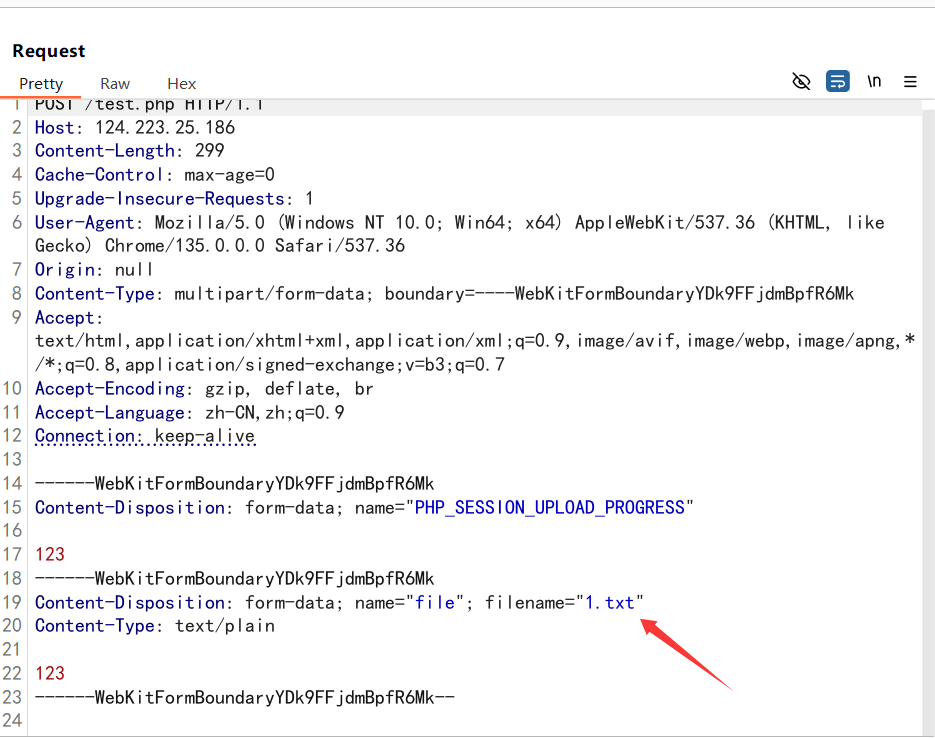 Request
Pretty Raw Hex
\n
1 POST /test.php HTTP/1.1
2 Host: 124.223.25.186
3 Content-Length: 299
4 Cache-Control: max-age=0
5 Upgrade-Insecure-Requests: 1
6 User-Agent: Mozilla/5.0 (Windows NT 10.0; Win64; x64) AppleWebKit/537.36 (KHTML, like
Gecko) Chrome/135.0.0.0 Safari/537.36
7 Origin: null
8 Content-Type: multipart/form-data; boundary=----WebKitFormBoundaryYDk9FFjdmBpfR6Mk
9 Accept:
text/html,application/xhtml+xml,application/xml;q=0.9,image/avif,image/webp,image/apng,*
/*;q=0.8,application/signed-exchange;v=b3;q=0.7
10 Accept-Encoding: gzip, deflate, br
11 Accept-Language: zh-CN,zh;q=0.9
12 Connection: keep-alive
13
14 ------WebKitFormBoundaryYDk9FFjdmBpfR6Mk
15 Content-Disposition: form-data; name="PHP_SESSION_UPLOAD_PROGRESS"
16
17 123
18 ------WebKitFormBoundaryYDk9FFjdmBpfR6Mk
19 Content-Disposition: form-data; name="file"; filename="1.txt"
20 Content-Type: text/plain
21
22 123
23 ------WebKitFormBoundaryYDk9FFjdmBpfR6Mk--
24